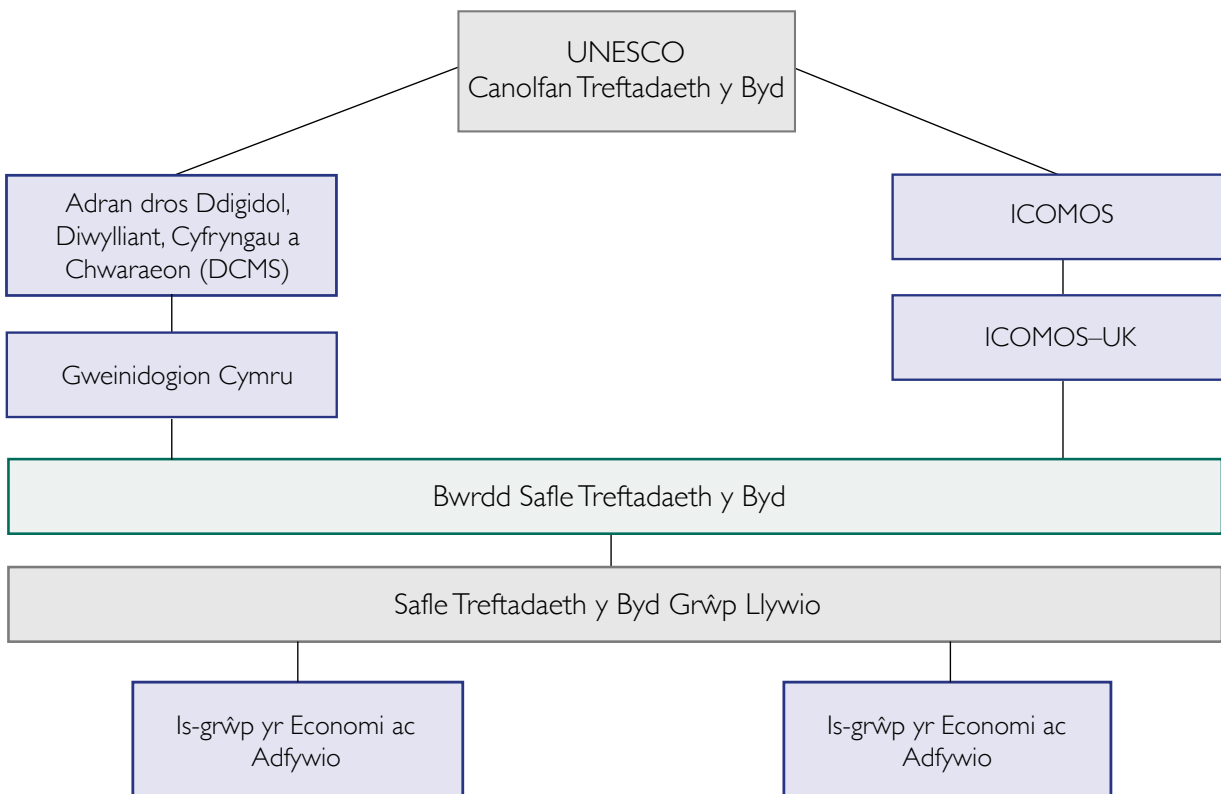 UNESCO
Canolfan Treftadaeth y Byd
Adran dros Ddigidol,
Diwylliant, Cyfryngau a
Chwaraeon (DCMS)
ICOMOS
Gweinidogion Cymru
ICOMOS–UK
Bwrdd Safle Treftadaeth y Byd
Safle Treftadaeth y Byd Grŵp Llywio
Is-grŵp yr Economi ac
Adfywio
Is-grŵp yr Economi ac
Adfywio